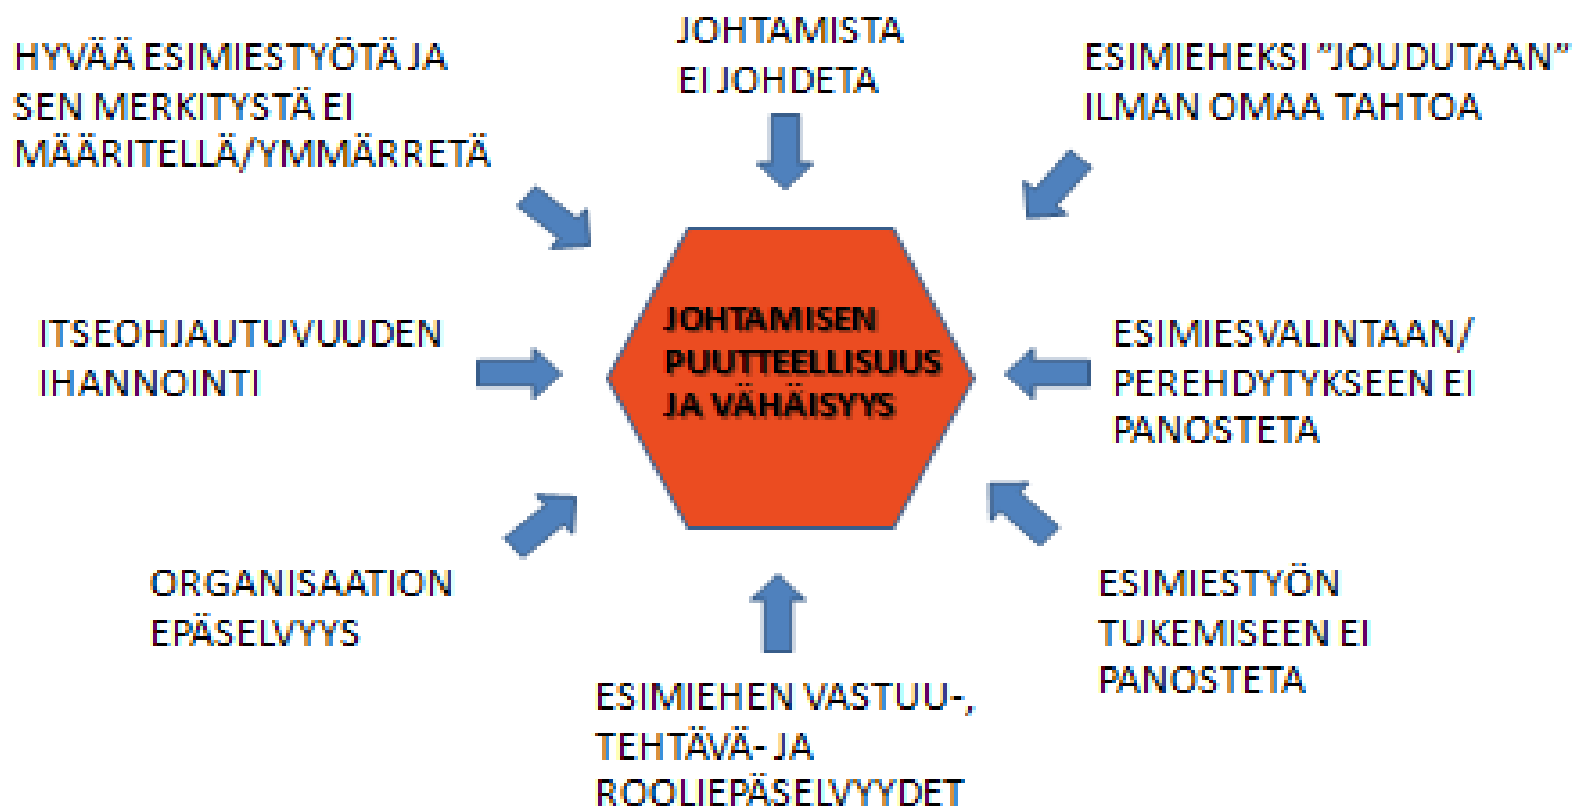 JOHTAMISTA
EI JOHDETA
HYVÄÄ ESIMIESTYÖTÄ JA
SEN MERKITYSTÄ EI
MÄÄRITELLÄ/YMMÄRRETÄ
ESIMIEHEKSI "JOUDUTAAN"
ILMAN OMAA TAHTOA
ITSEOHJAUTUVUUDEN
IHANNOINTI
JOHTAMISEN
PUUTTEELLISUUS
JA VÄHÄISYYS
ESIMIESVALINTAAN/
PEREHDYTYKSEEN EI
PANOSTETA
ORGANISAATION
EPÄSELVYYS
ESIMIESTYÖN
TUKEMISEEN EI
PANOSTETA
ESIMIEHEN VASTUU-,
TEHTÄVÄ- JA
ROOLIEPÄSELVYYDET